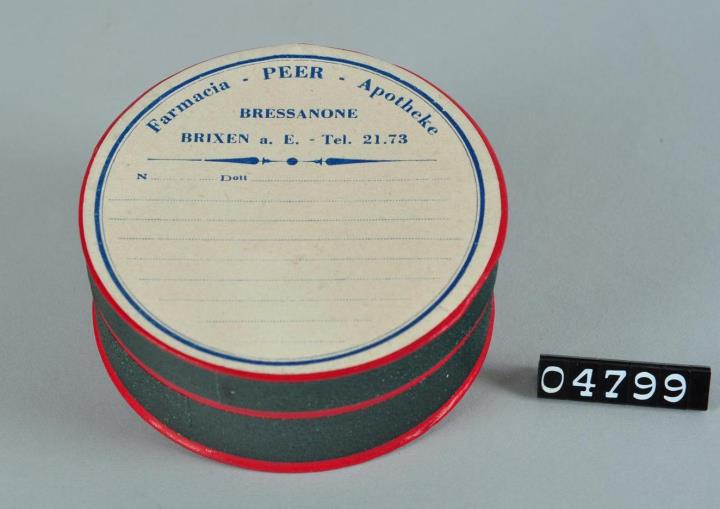 Farmacia - PEER - Apotheke
BRESSANONE
BRIXEN a. E. - Tel. 21.73
N............ Dott
04799